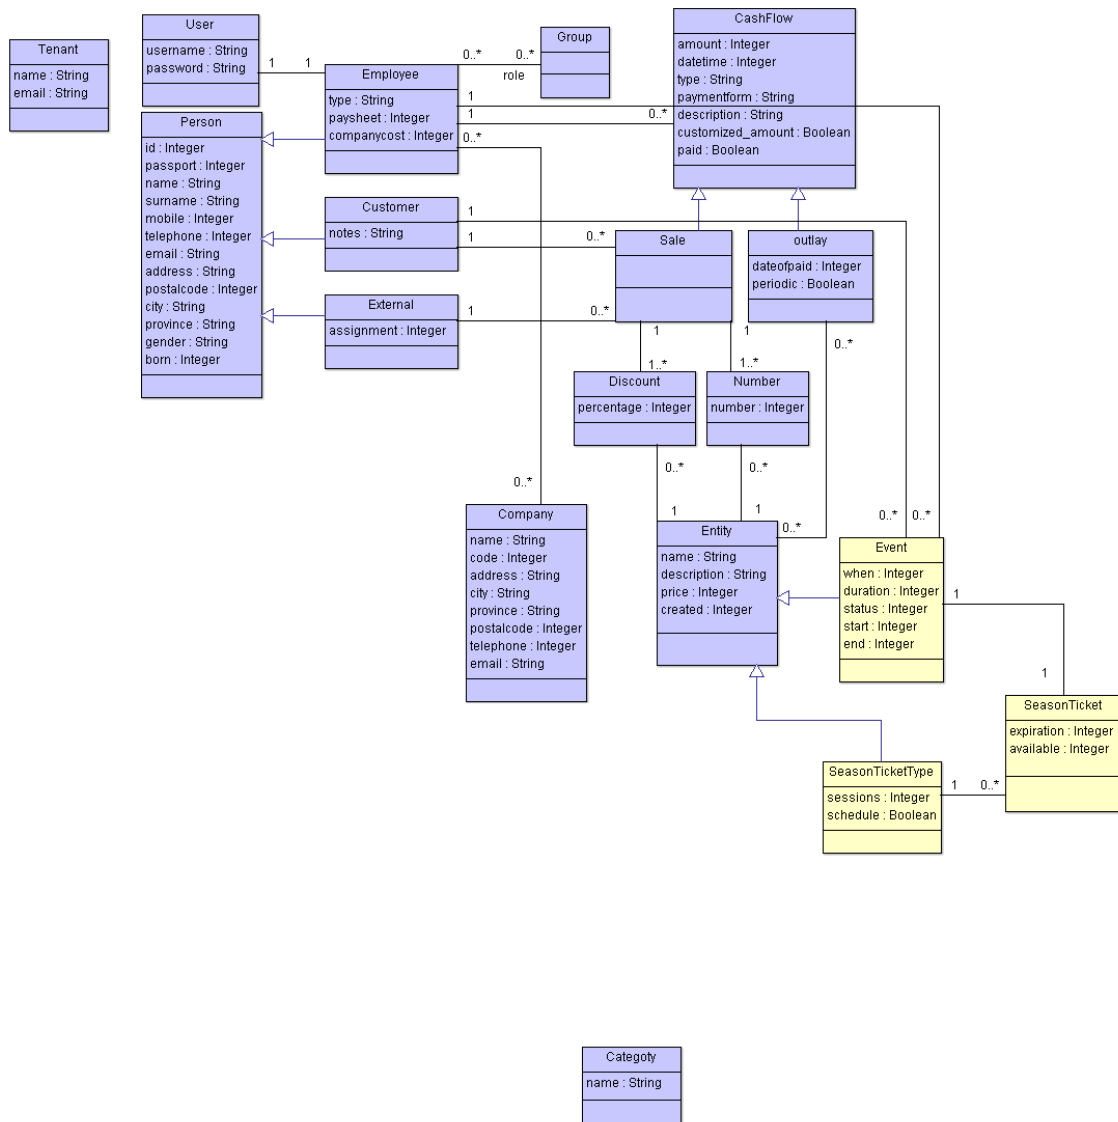 Tenant
name : String
email : String
User
username : String
password : String
Person
id : Integer
passport : Integer
name : String
surname : String
mobile : Integer
telephone : Integer
email : String
address : String
postalcode : Integer
city : String
province : String
gender : String
born : Integer
1 1
Employee
type : String
paysheet : Integer
companycost : Integer
0..* 0..*
role
Group
1
1
0..*
0..*
CashFlow
amount : Integer
datetime : Integer
type : String
paymentform : String
description : String
customized_amount : Boolean
paid : Boolean
Customer
notes : String
1
1
0..*
External
assignment : Integer
1
0..*
Sale
outlay
dateofpaid : Integer
periodic : Boolean
1
1
0..*
1..*
1..*
Discount
percentage : Integer
Number
number : Integer
0..*
0..*
0..*
1
1
0..*
0..*
0..*
Company
name : String
code : Integer
address : String
city : String
province : String
postalcode : Integer
telephone : Integer
email : String
Entity
name : String
description : String
price : Integer
created : Integer
Event
when : Integer
duration : Integer
status : Integer
start : Integer
end : Integer
1
1
SeasonTicket
expiration : Integer
available : Integer
SeasonTicketType
sessions : Integer
schedule : Boolean
1 0..*
Categoty
name : String